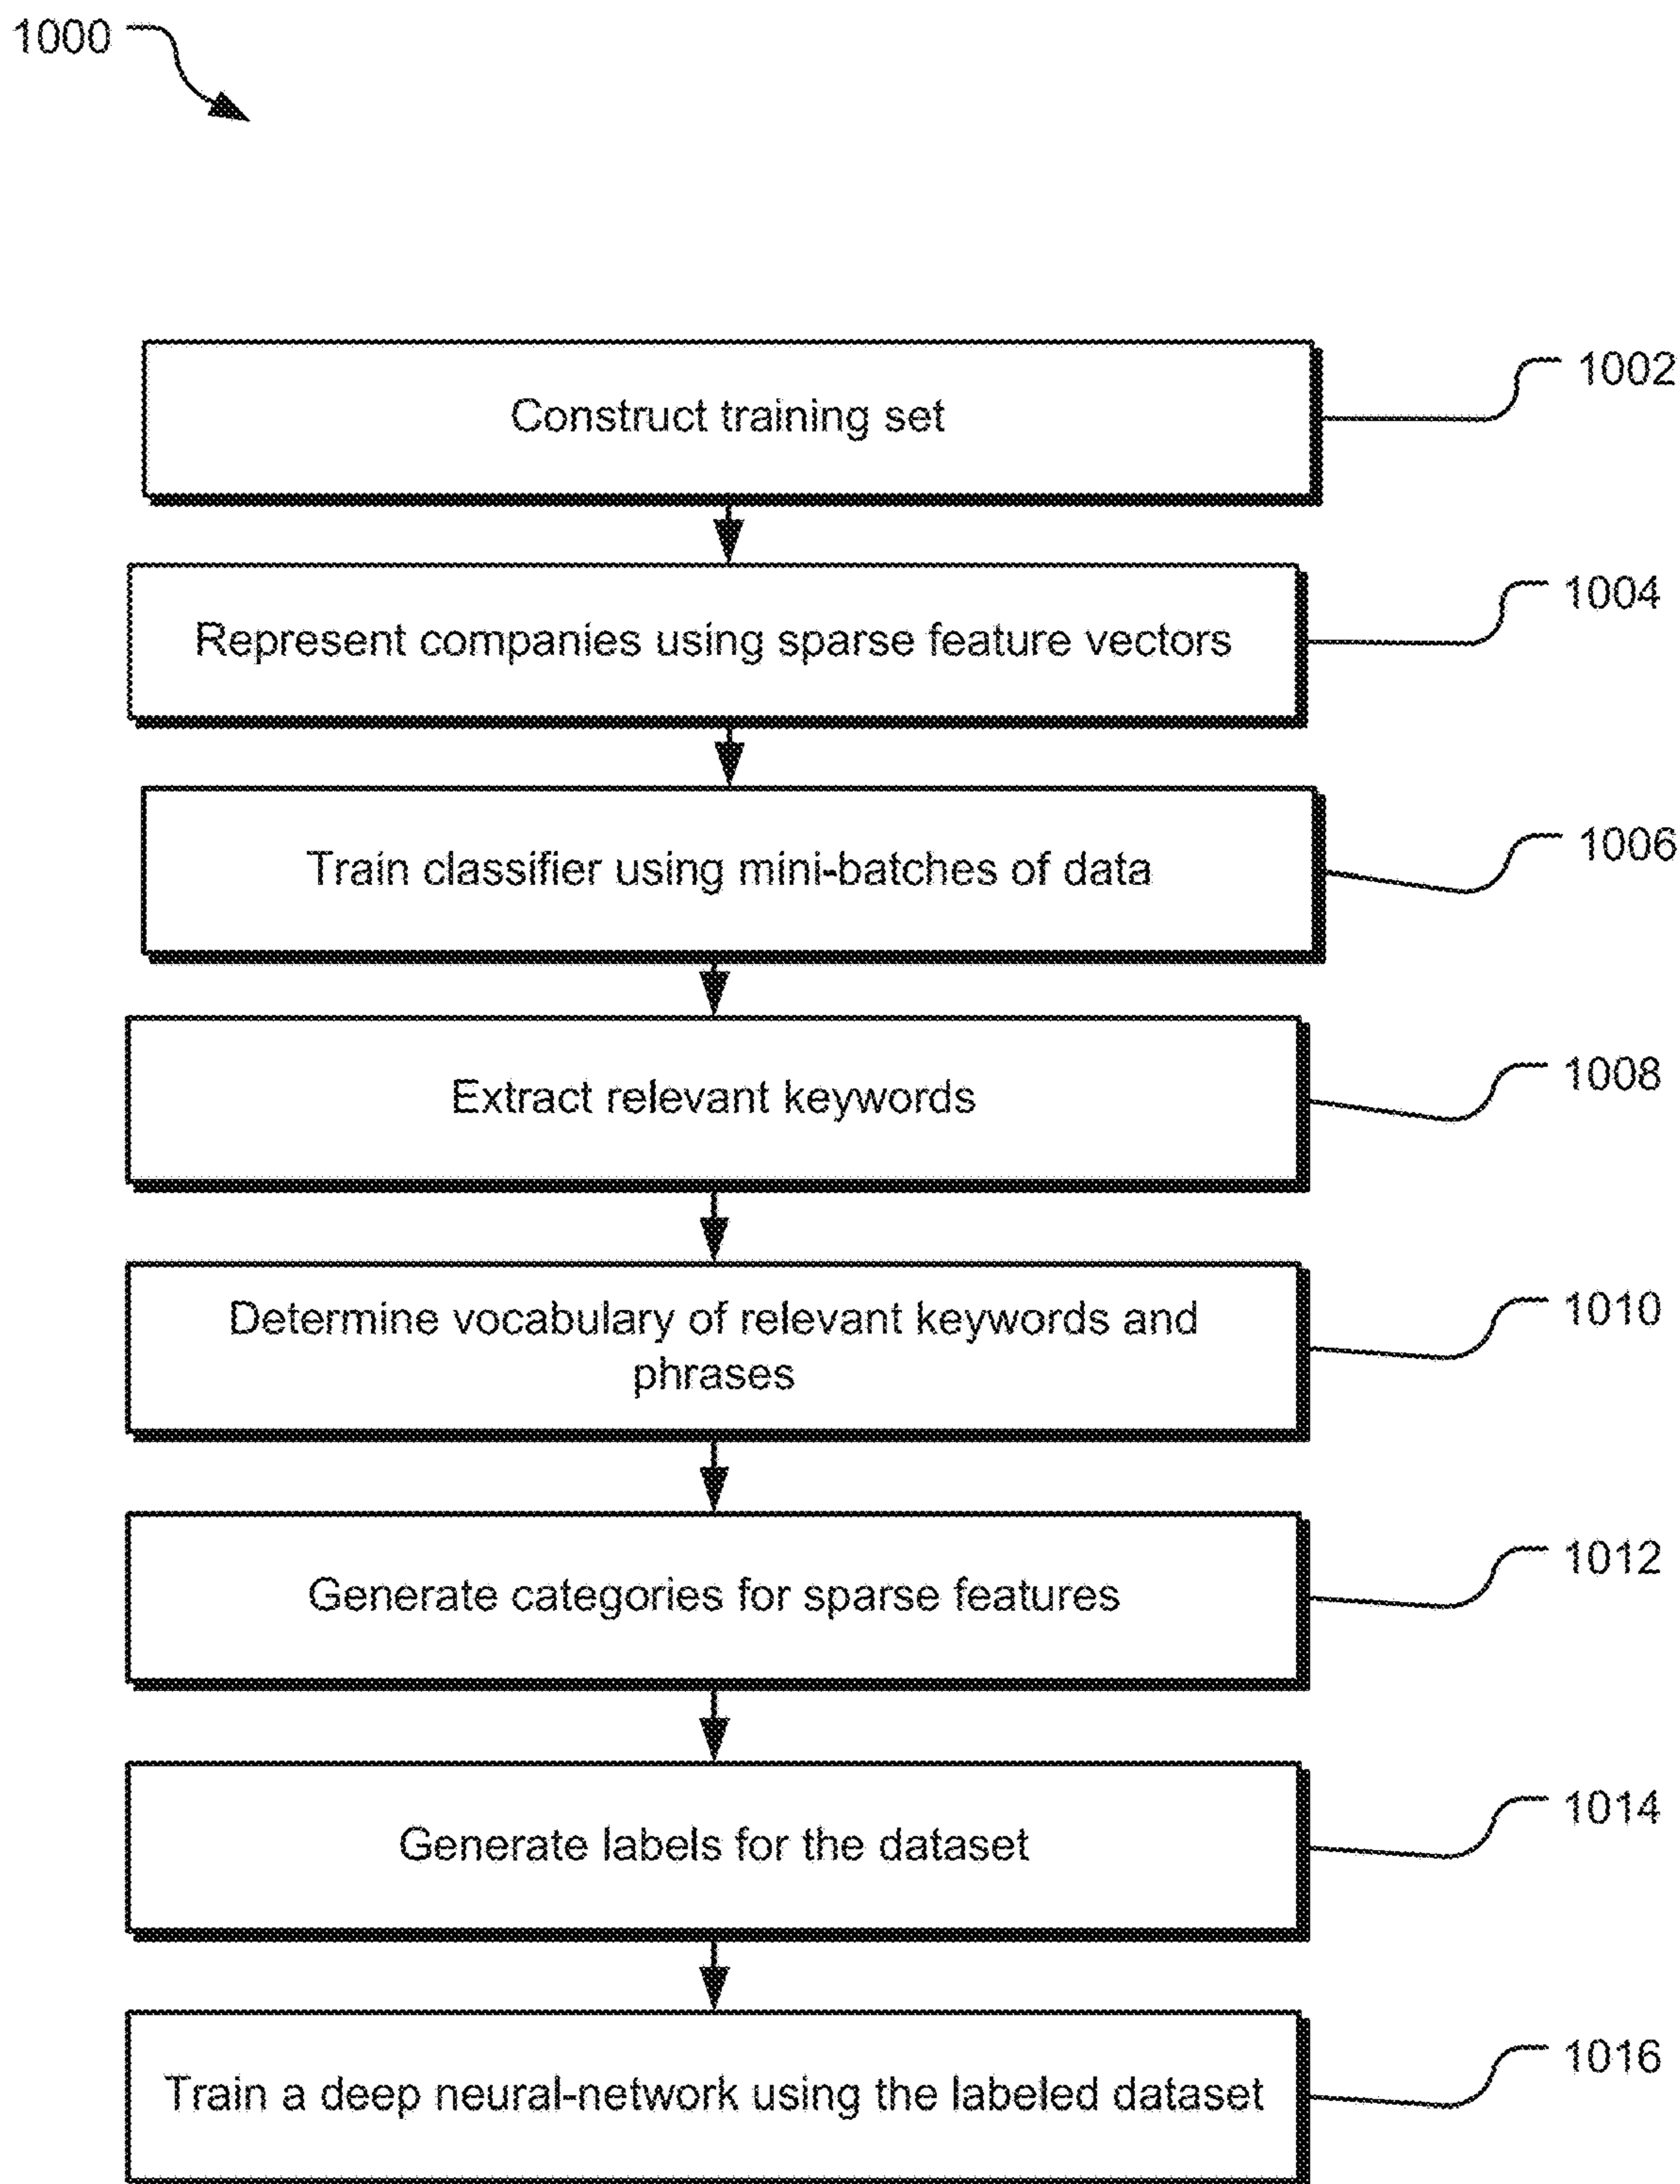 1000
Construct training set
1002
Represent companies using sparse feature vectors
1004
Train classifier using mini-batches of data
1006
Extract relevant keywords
1008
Determine vocabulary of relevant keywords and
phrases
1010
Generate categories for sparse features
1012
Generate labels for the dataset
1014
Train a deep neural-network using the labeled dataset
1016